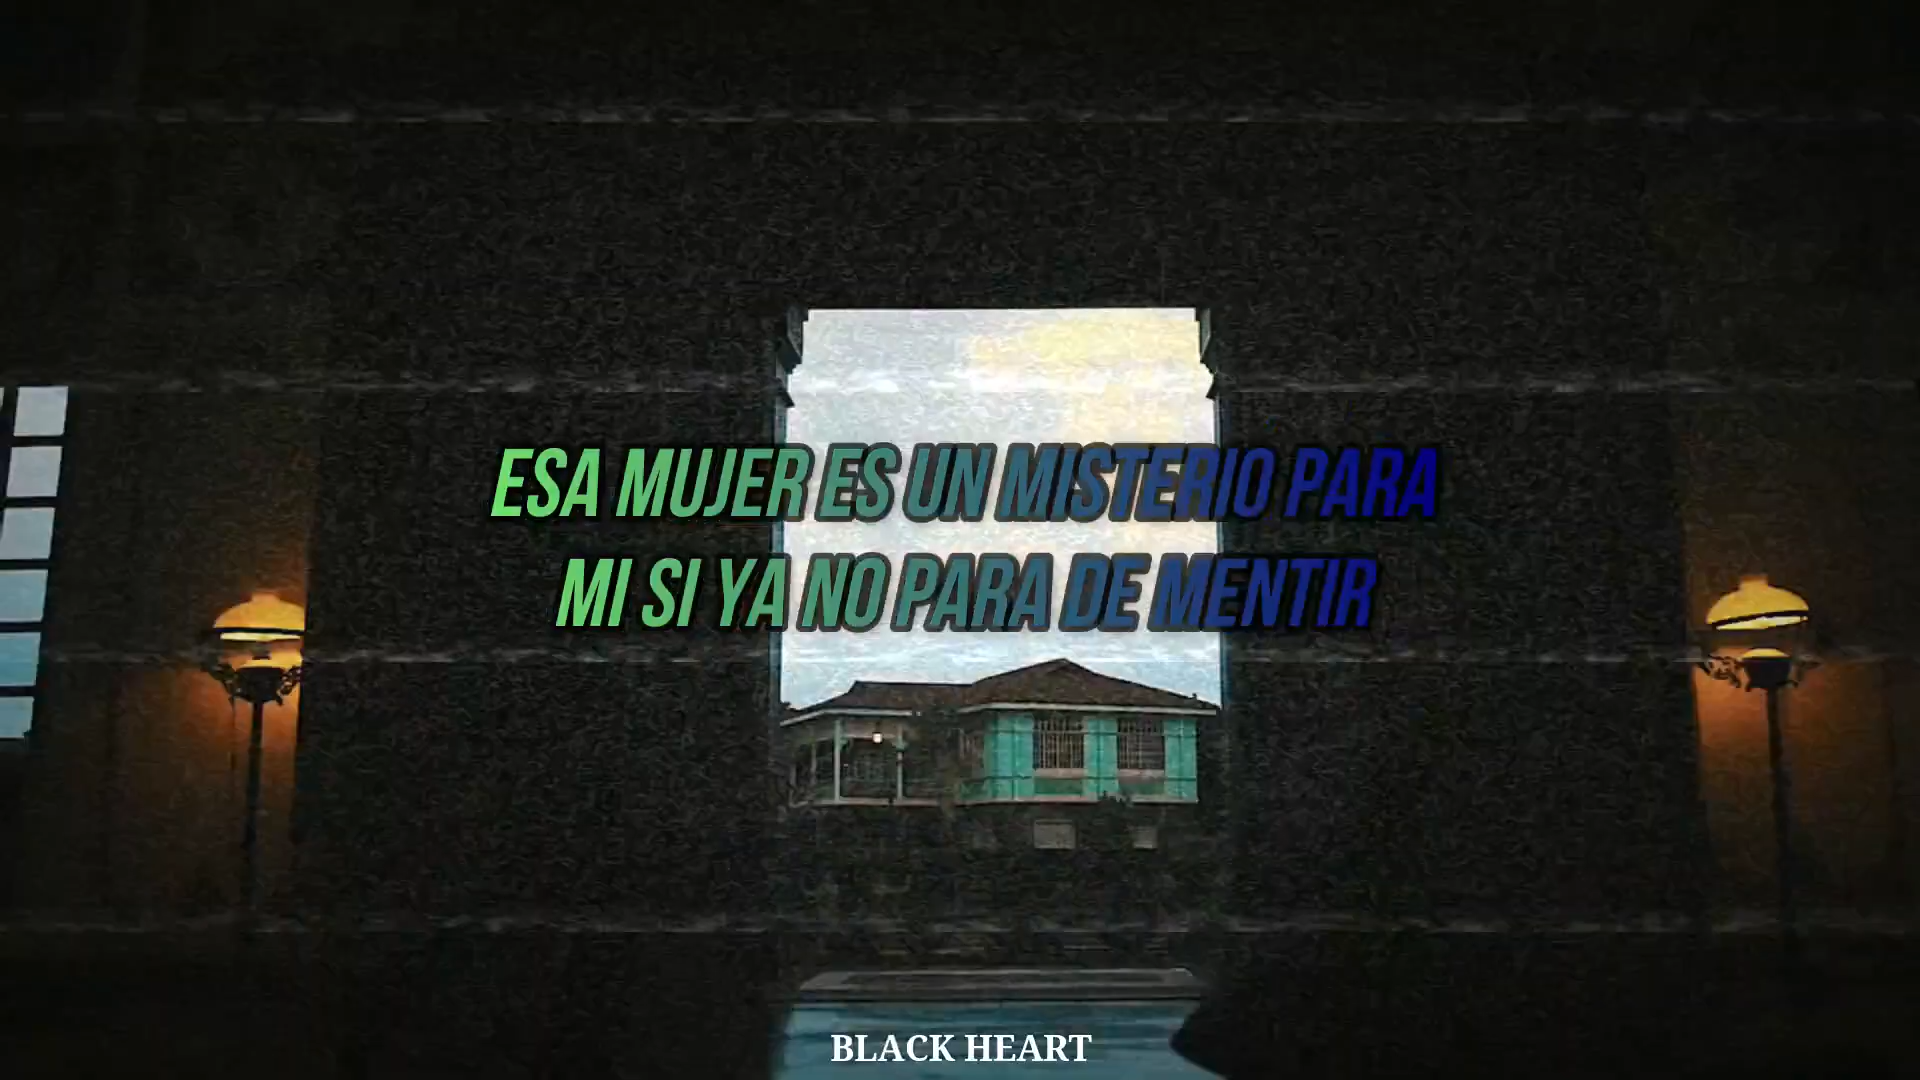 ESA MUJER ES UN MISTERIO PARA
MI SI YA NO PARA DE MENTIR
BLACK HEART